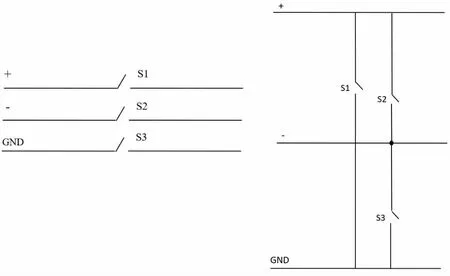 + S1
- S2
GND S3
+
S1
S2
-
S3
GND